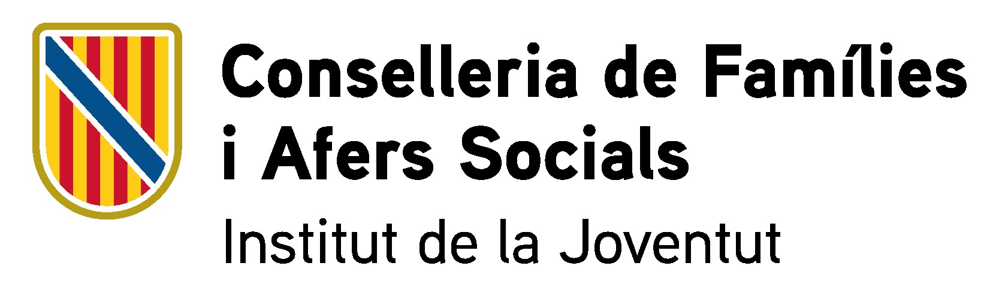 Conselleria de Famílies
i Afers Socials
Institut de la Joventut